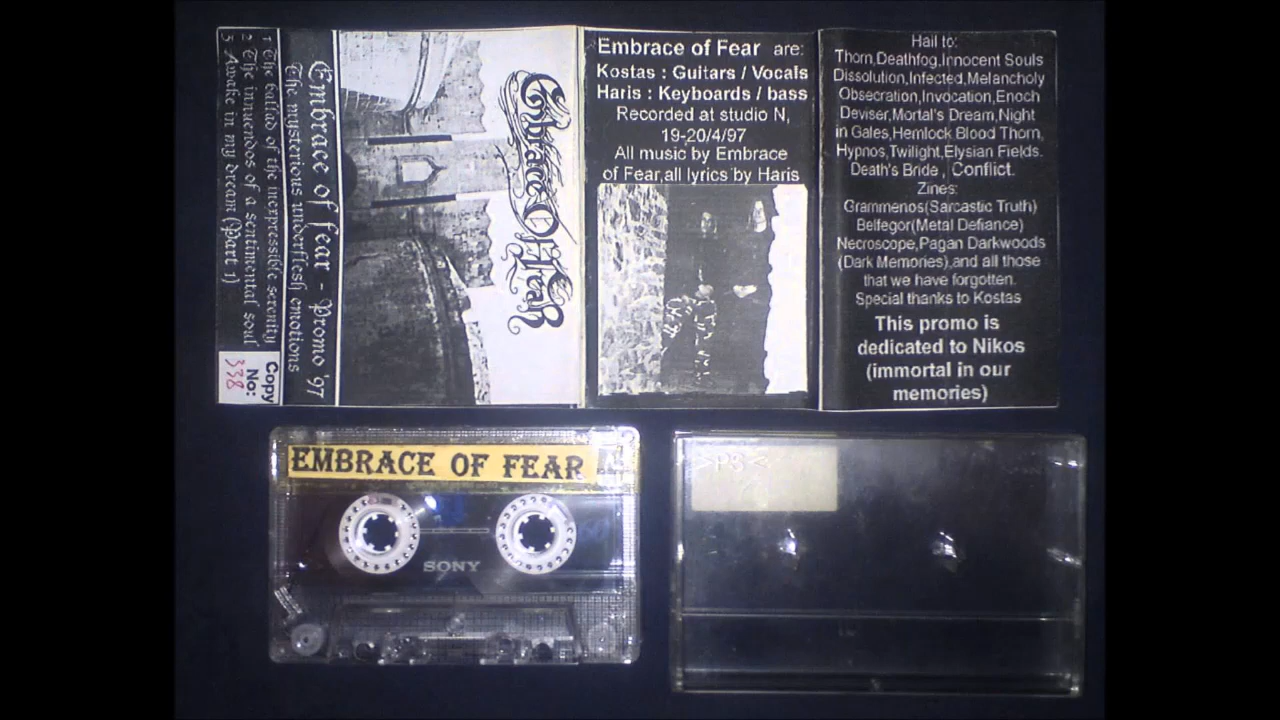 1 The ballad of the inexpressible serenity
2 The innuendos of a sentimental soul
3 Awake in my dream (Part 1)
Copy
No:
338
Embrace of fear - Promo '97
The mysterious underflesh emotions
Embrace Of Fear
Embrace of Fear are:
Kostas : Guitars / Vocals
Haris : Keyboards / bass
Recorded at studio N,
19-20/4/97
All music by Embrace
of Fear,all lyrics by Haris
Hail to:
Thorn,Deathfog,Innocent Souls
Dissolution,Infected,Melancholy
Obsecration,Invocation,Enoch
Deviser,Mortal's Dream,Night
in Gales,Hemlock Blood Thorn,
Hypnos,Twilight,Elysian Fields.
Death's Bride , Conflict.
Zines:
Grammenos(Sarcastic Truth)
Belfegor(Metal Defiance)
Necroscope,Pagan Darkwoods
(Dark Memories),and all those
that we have forgotten.
Special thanks to Kostas
This promo is
dedicated to Nikos
(immortal in our
memories)
EMBRACE OF FEAR
SONY
>PS<